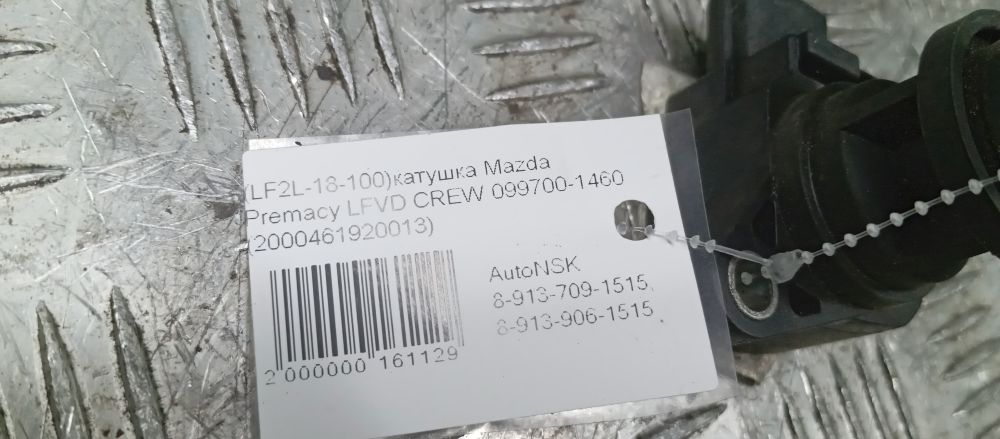 (LF2L-18-100)катушка Mazda
Premacy LFVD CREW 099700-1460
(2000461920013)
AutoNSK
8-913-709-1515,
8-913-906-1515
2 000000 161129